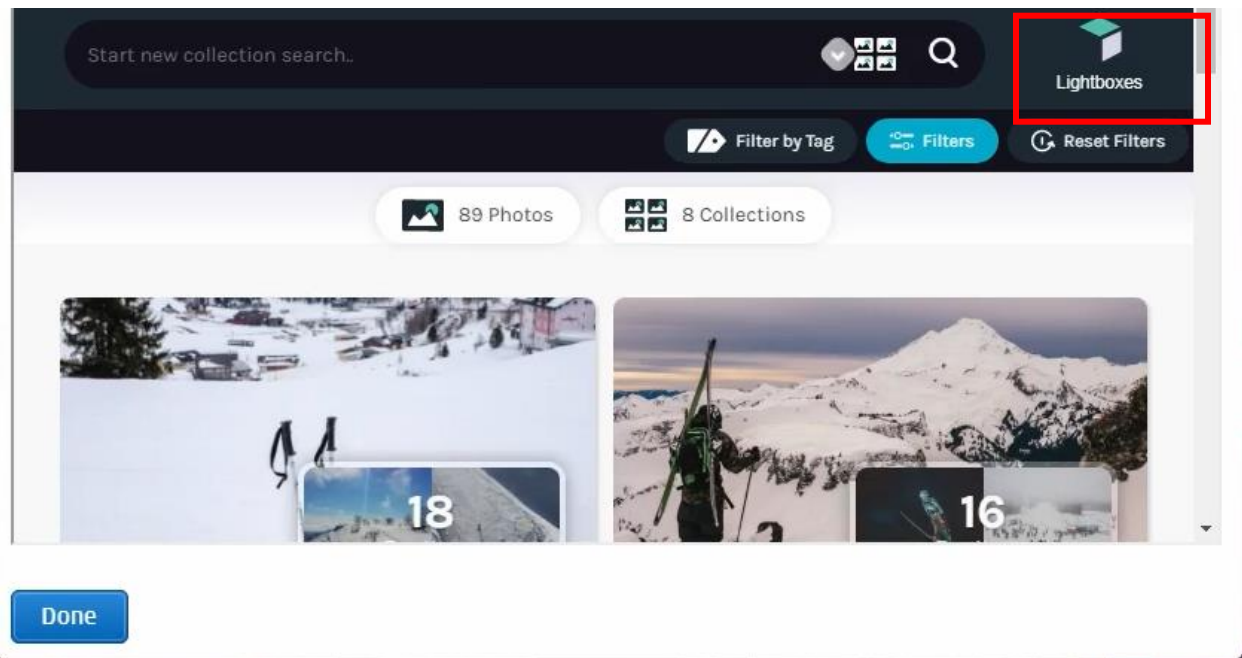 Start new collection search..
Lightboxes
Filter by Tag
Filters
Reset Filters
89 Photos
8 Collections
18
16
Done